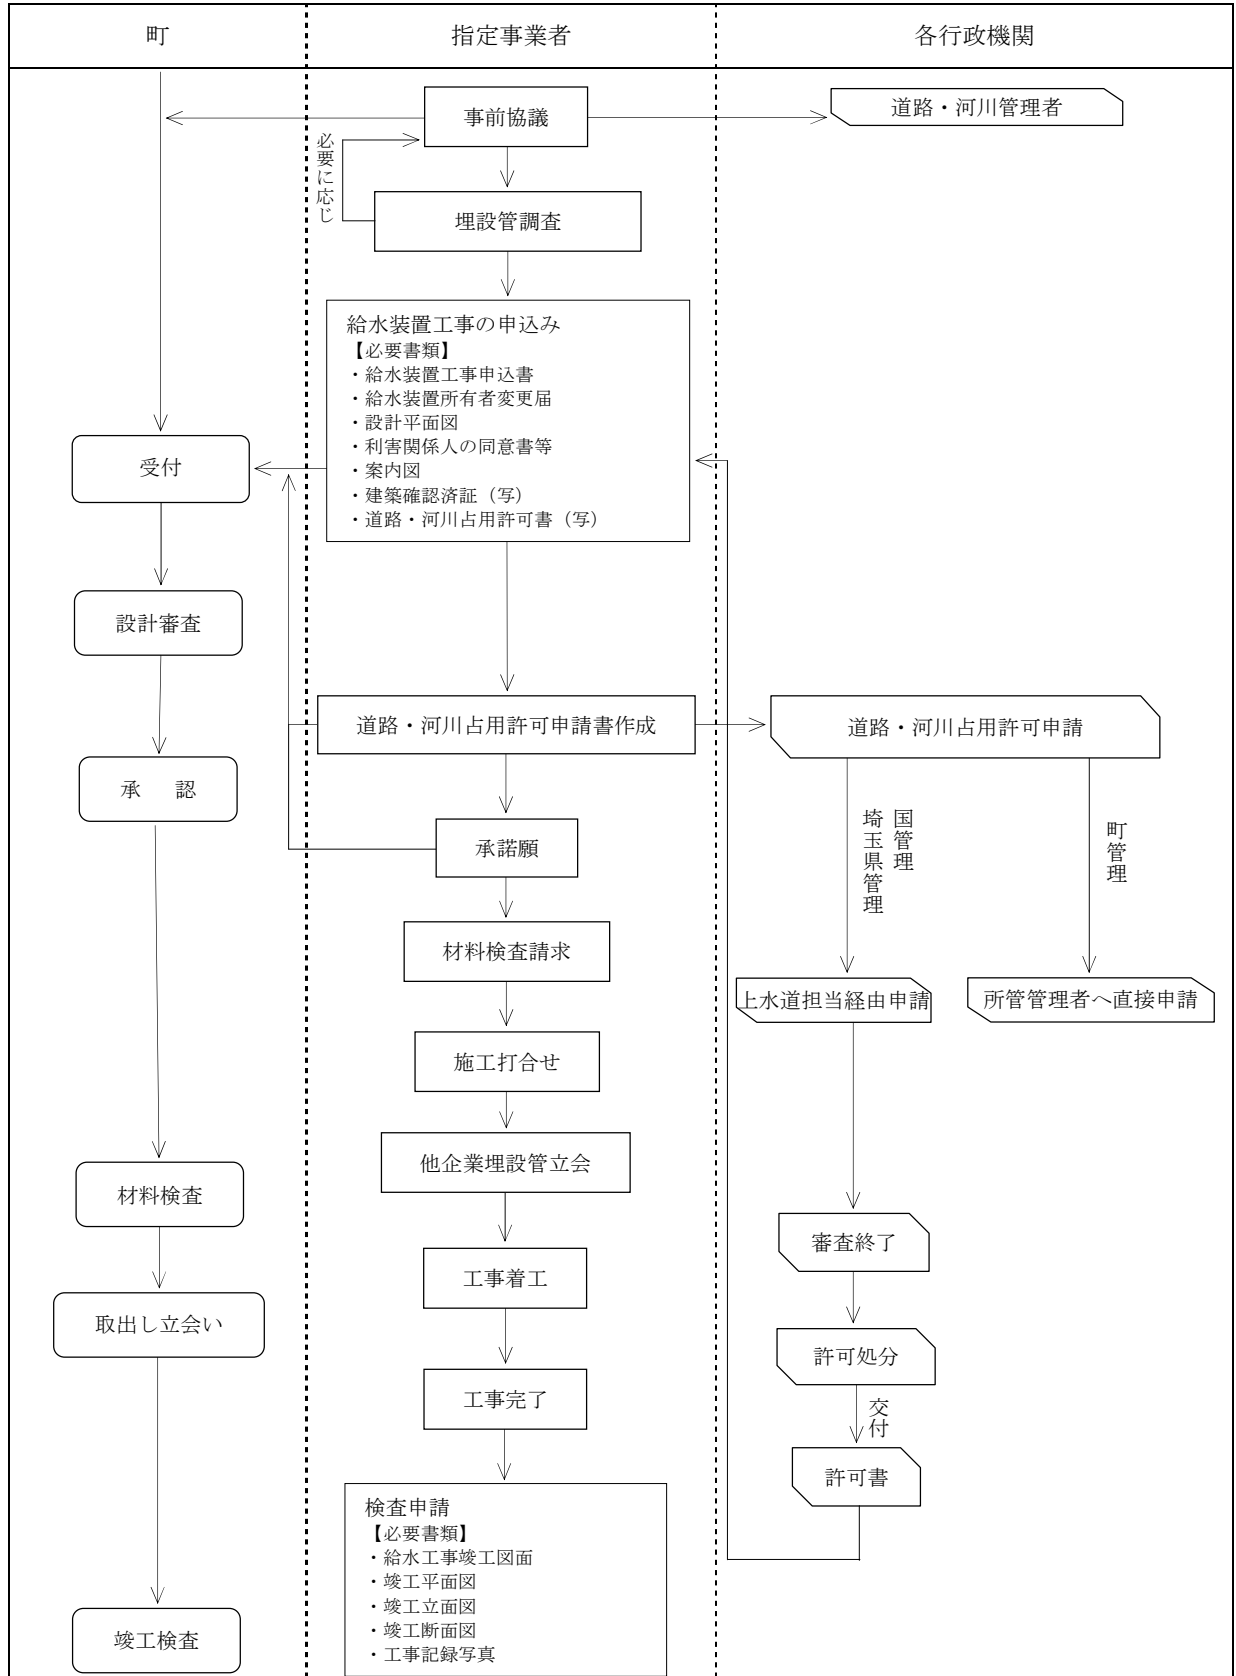 町
指定事業者
各行政機関
事前協議
道路・河川管理者
必要に応じ
埋設管調査
給水装置工事の申込み
【必要書類】
・給水装置工事申込書
・給水装置所有者変更届
・設計平面図
・利害関係人の同意書等
・案内図
・建築確認済証（写）
・道路・河川占用許可書（写）
受付
設計審査
道路・河川占用許可申請書作成
道路・河川占用許可申請
承　認
承諾願
国管理
埼玉県管理
町管理
材料検査請求
上水道担当経由申請
所管管理者へ直接申請
施工打合せ
他企業埋設管立会
材料検査
審査終了
工事着工
取出し立会い
許可処分
工事完了
交付
許可書
検査申請
【必要書類】
・給水工事竣工図面
・竣工平面図
・竣工立面図
・竣工断面図
・工事記録写真
竣工検査